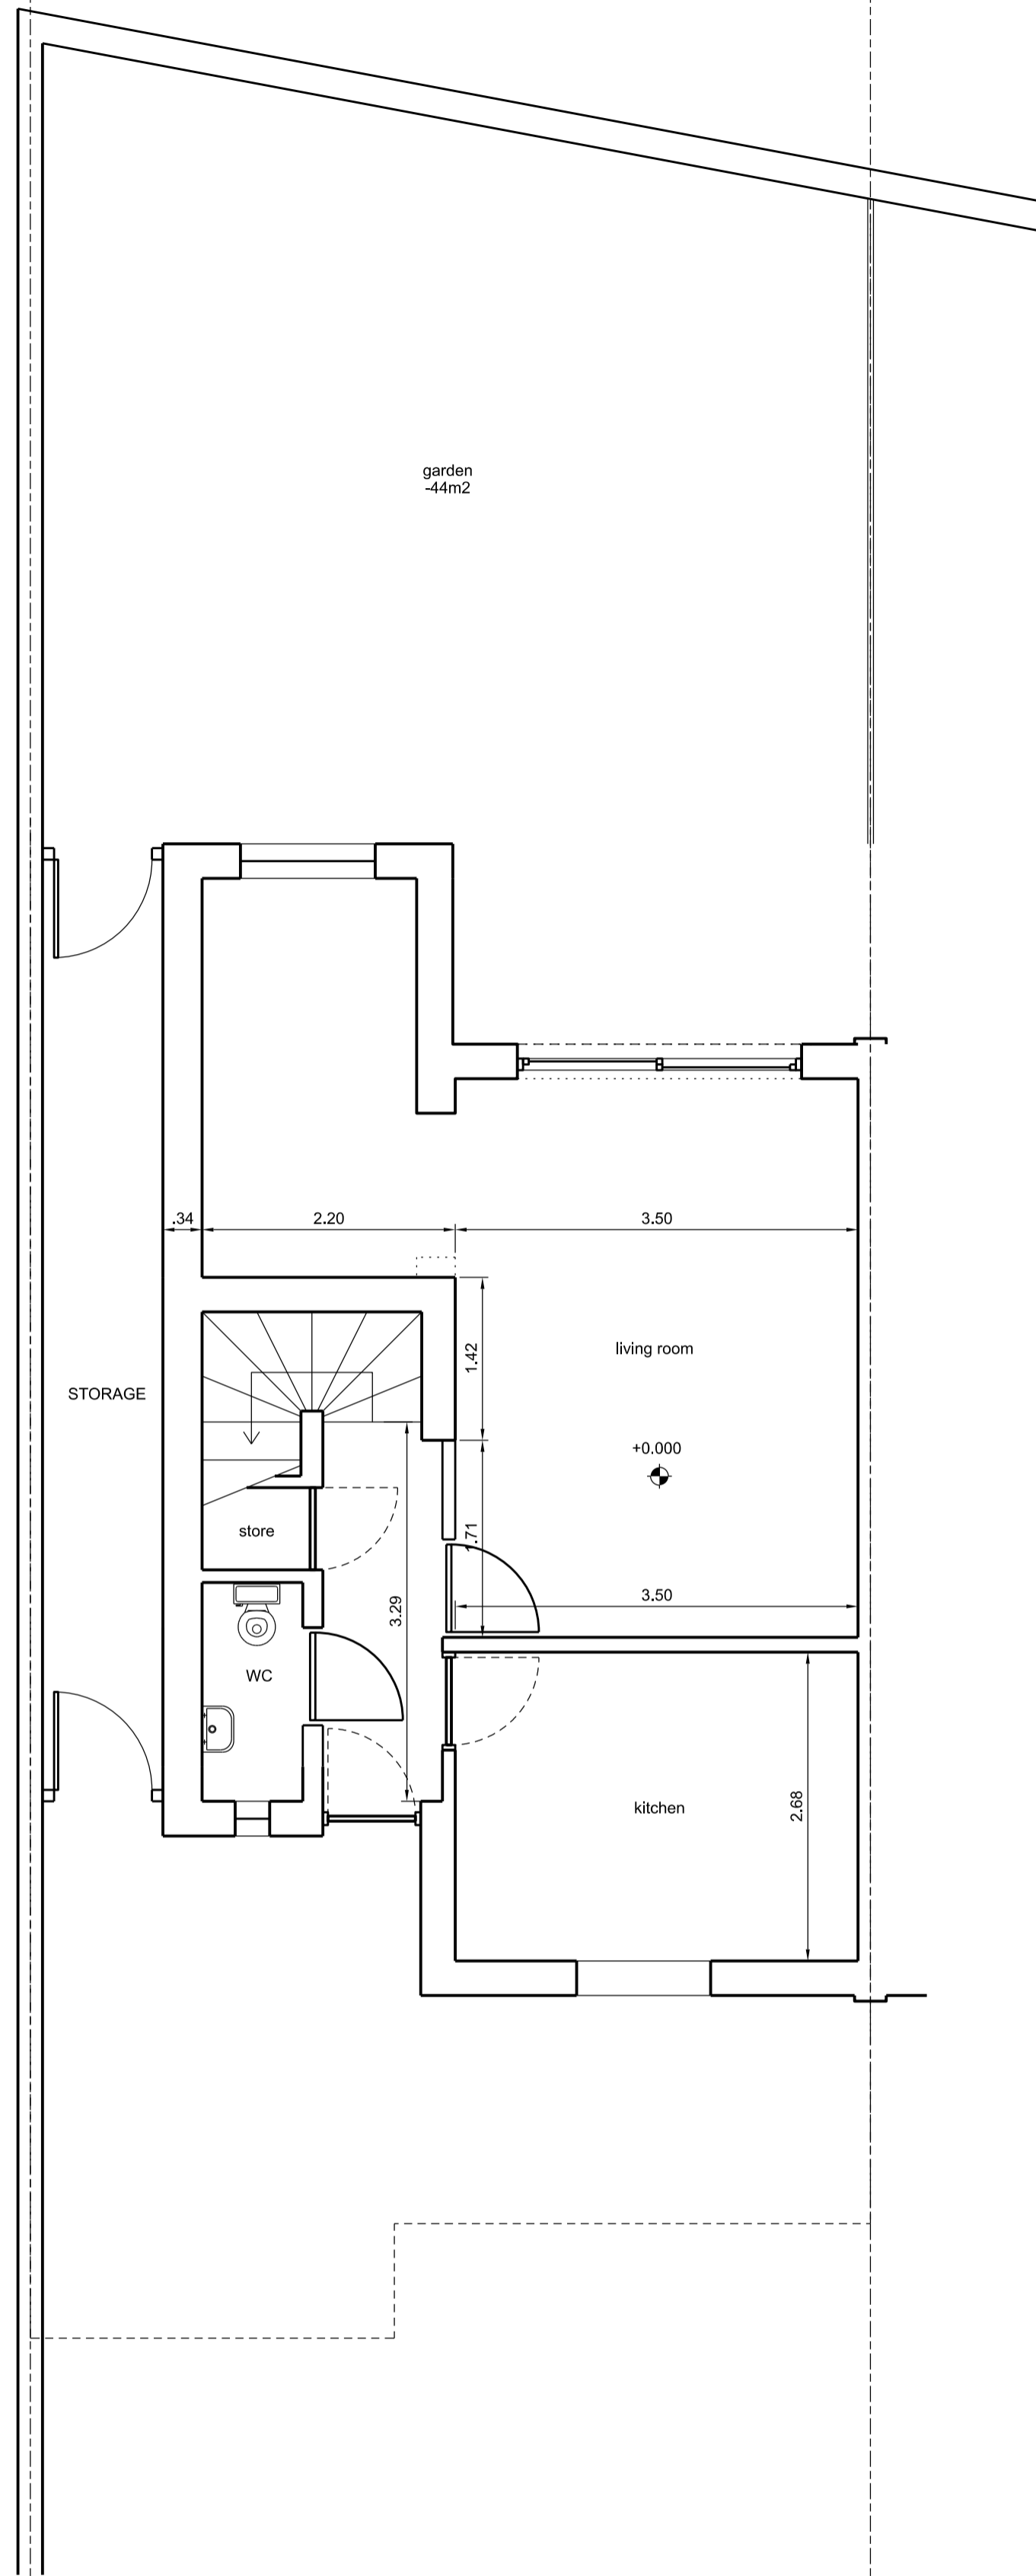 garden
-44m2
.34
2.20
3.50
1.42
living room
STORAGE
+0.000
store
1.71
3.50
3.29
WC
2.68
kitchen